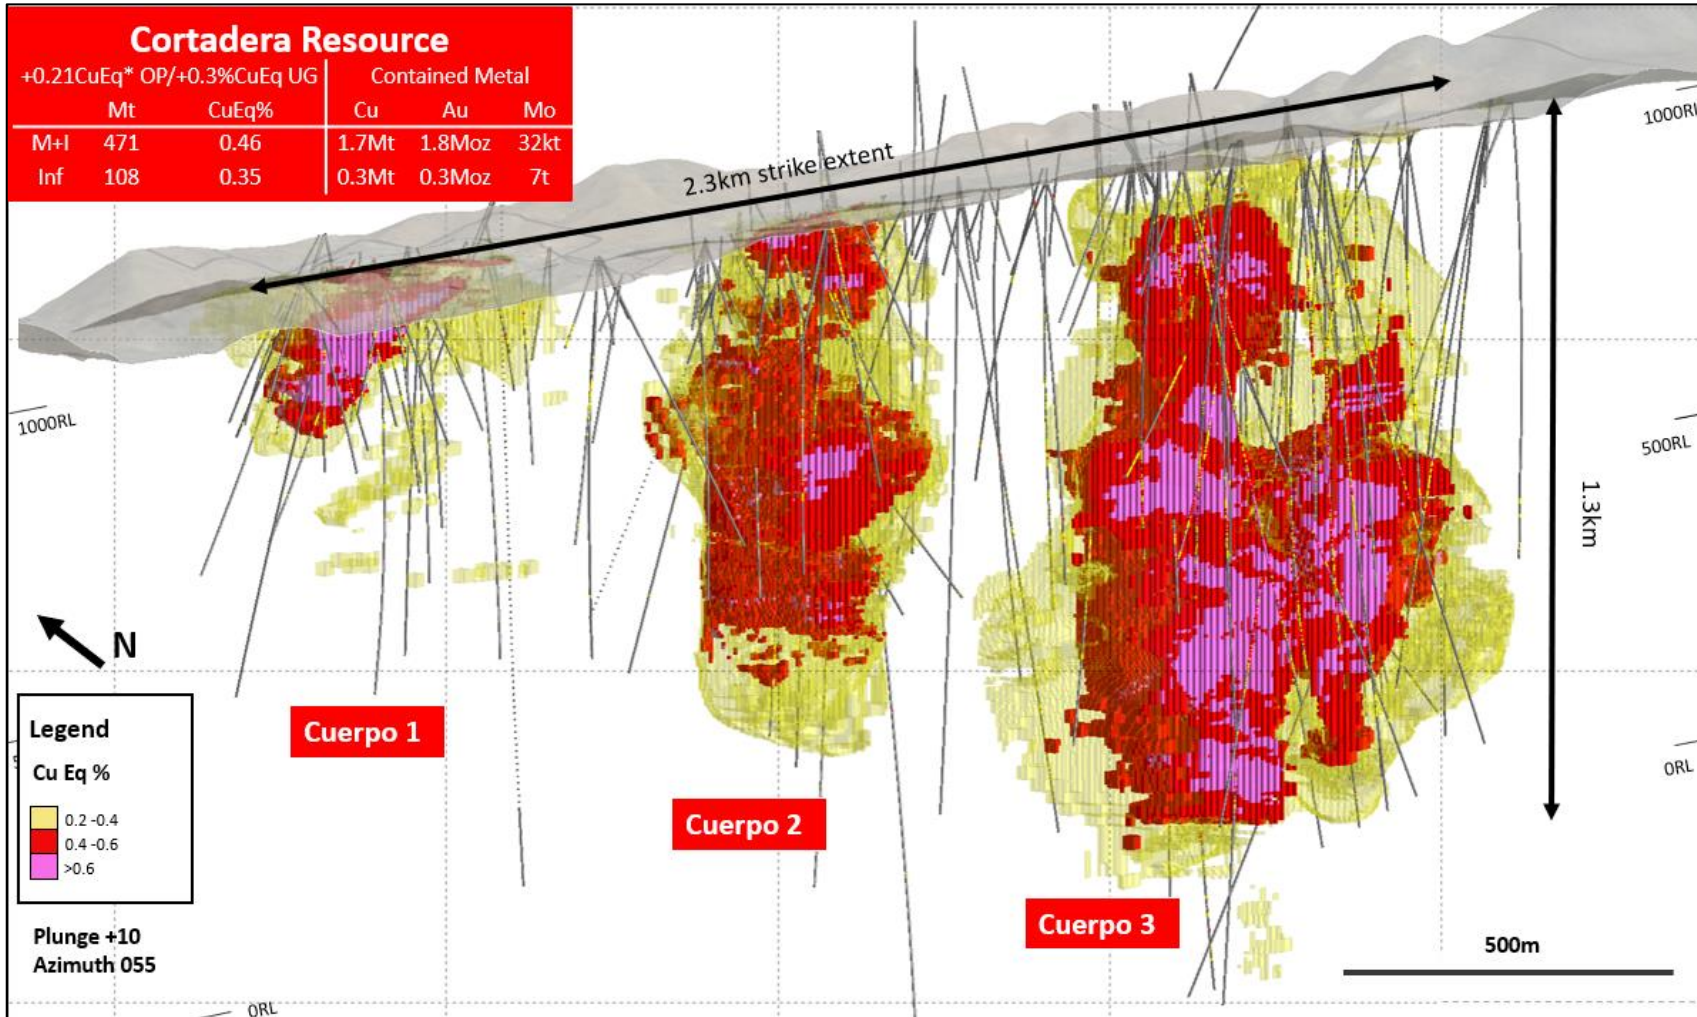 Cortadera Resource
+0.21CuEq* OP/+0.3%CuEq UG Contained Metal
Mt CuEq% Cu Au Mo
M+I 471 0.46 1.7Mt 1.8Moz 32kt
Inf 108 0.35 0.3Mt 0.3Moz 7t
1000RL
2.3km strike extent
1000RL
500RL
1.3km
N
Cuerpo 1
Legend
Cu Eq %
0.2 -0.4
0.4 -0.6
>0.6
0RL
Cuerpo 2
Cuerpo 3
Plunge +10
Azimuth 055
500m
0RL